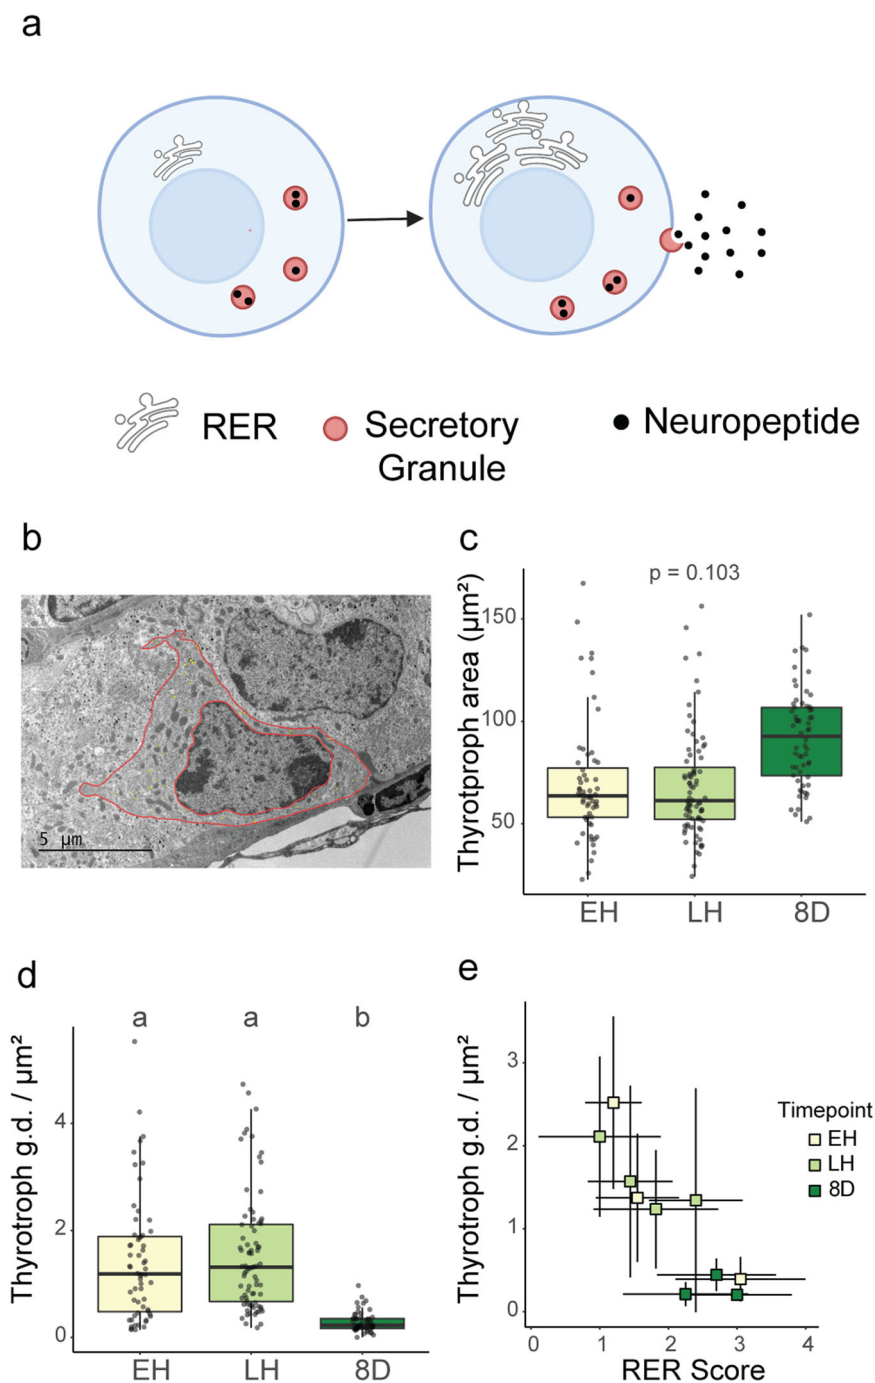 a
RER
Secretory
Granule
Neuropeptide
b
5 μm
c
p = 0.103
Thyrotproph area (μm²)
150
100
50
EH
LH
8D
d
a
a
b
Thyrotroph g.d. / μm²
4
2
0
EH
LH
8D
e
Thyrotroph g.d. / μm²
3
2
1
0
0
1
2
3
4
RER Score
Timepoint
EH
LH
8D